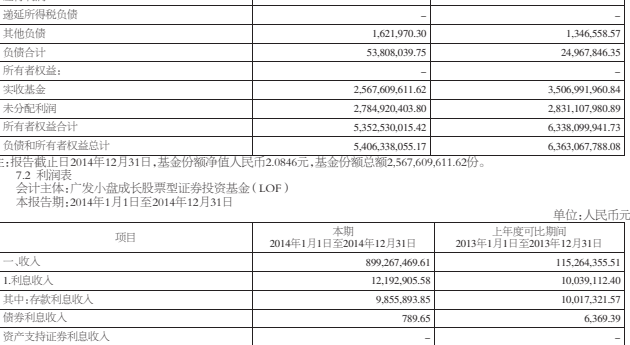 递延所得税负债 – –
其他负债 1,621,970.30 1,346,558.57
负债合计 53,808,039.75 24,967,846.35
所有者权益： – –
实收基金 2,567,609,611.62 3,506,991,960.84
未分配利润 2,784,920,403.80 2,831,107,980.89
所有者权益合计 5,352,530,015.42 6,338,099,941.73
负债和所有者权益总计 5,406,338,055.17 6,363,067,788.08
：报告截止日2014年12月31日，基金份额净值人民币2.0846元，基金份额总额2,567,609,611.62份。
7.2 利润表
会计主体：广发小盘成长股票型证券投资基金（LOF）
本报告期：2014年1月1日至2014年12月31日
单位：人民币元
项目 本期 上年度可比期间
2014年1月1日至2014年12月31日 2013年1月1日至2013年12月31日
一、收入 899,267,469.61 115,264,355.51
1.利息收入 12,192,905.58 10,039,112.40
其中：存款利息收入 9,855,893.85 10,017,321.57
债券利息收入 789.65 6,369.39
资产支持证券利息收入 – –